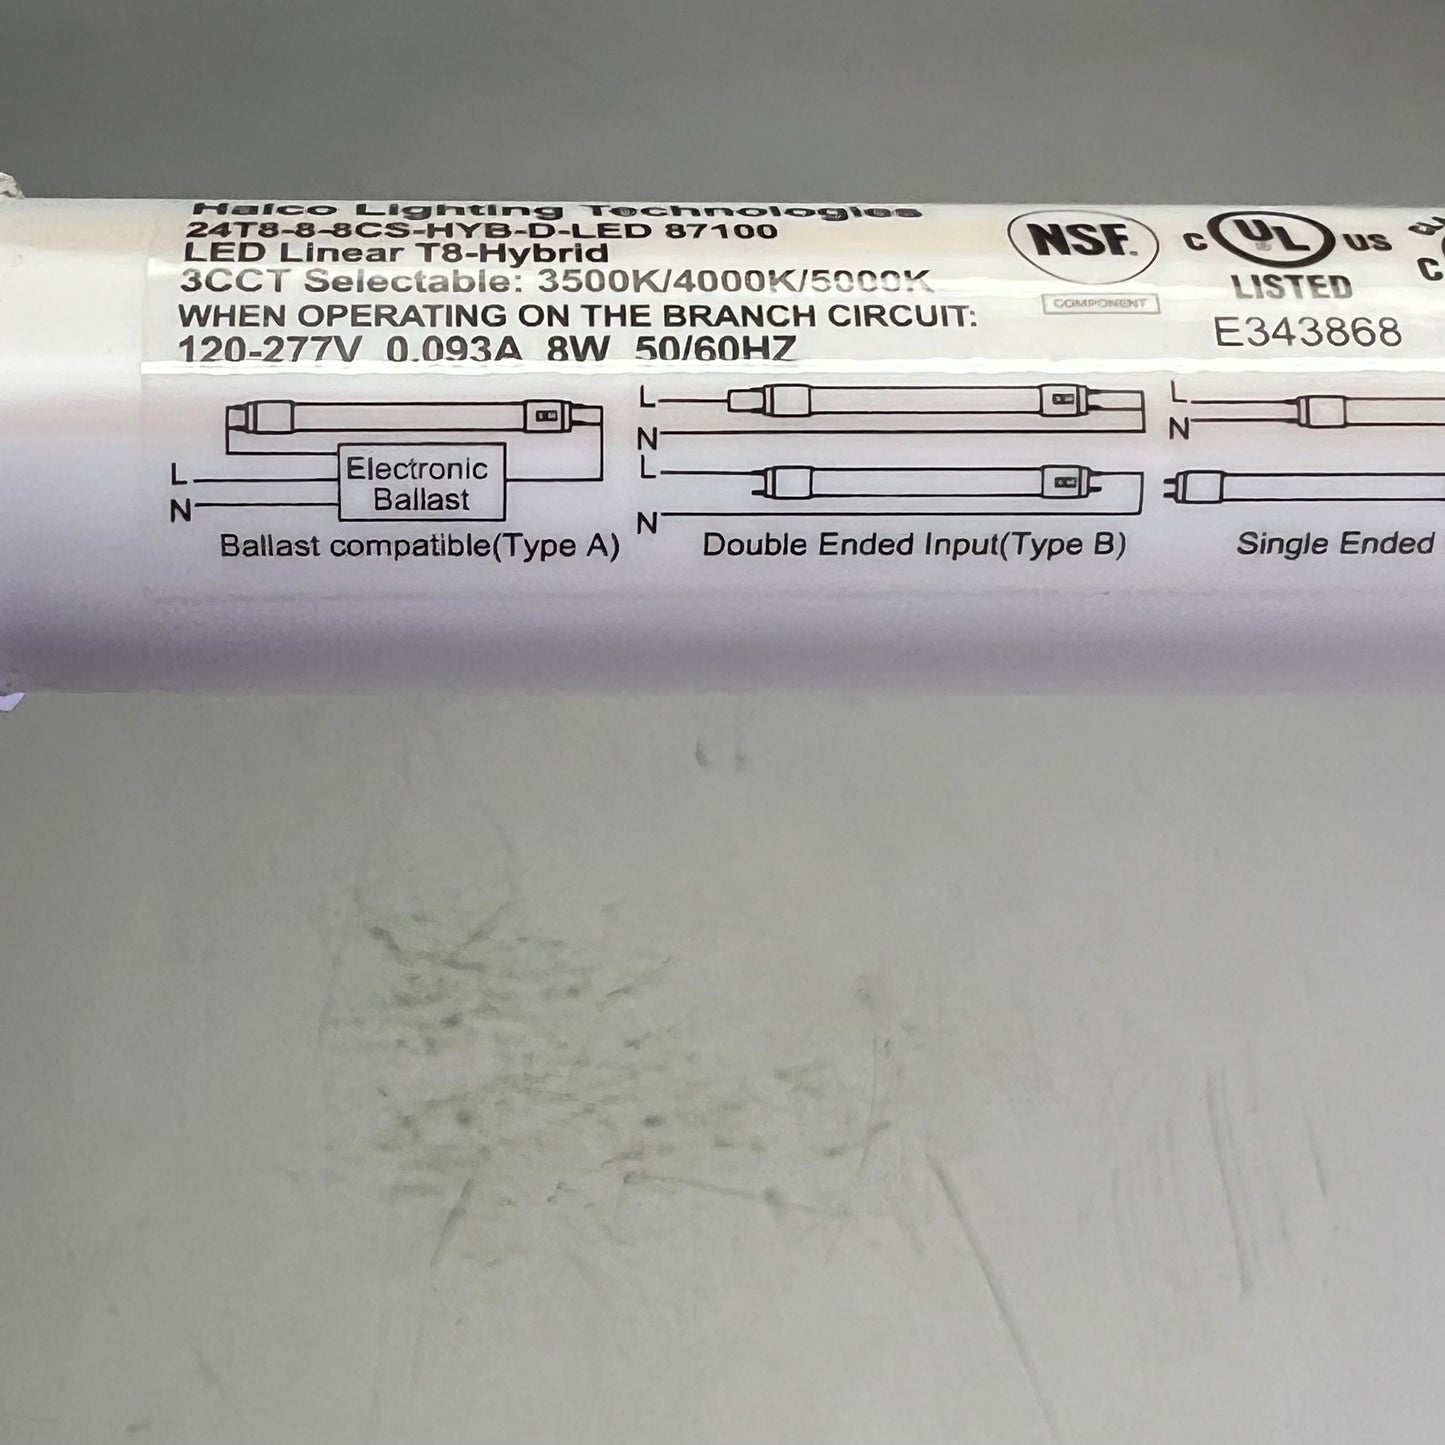 Halco Lighting Technologies
24T8-8-8CS-HYB-D-LED 87100
LED Linear T8-Hybrid
3CCT Selectable: 3500K/4000K/5000K
WHEN OPERATING ON THE BRANCH CIRCUIT:
120-277V 0.093A 8W 50/60HZ
NSF.
COMPONENT
C UL US
LISTED
E343868
C
L
N
Electronic
Ballast
Ballast compatible(Type A)
L
N
L
N
Double Ended Input(Type B)
L
N
Single Ended